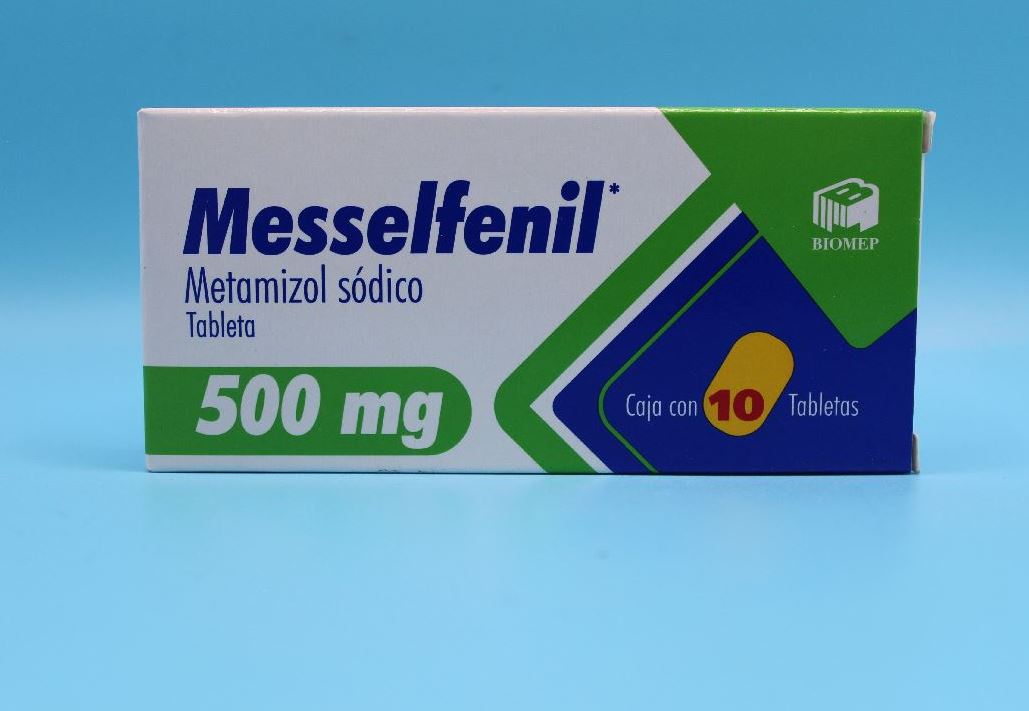 Messelfenil*
Metamizol sódico
Tableta
500 mg
BIOMEP
Caja con 10 Tabletas